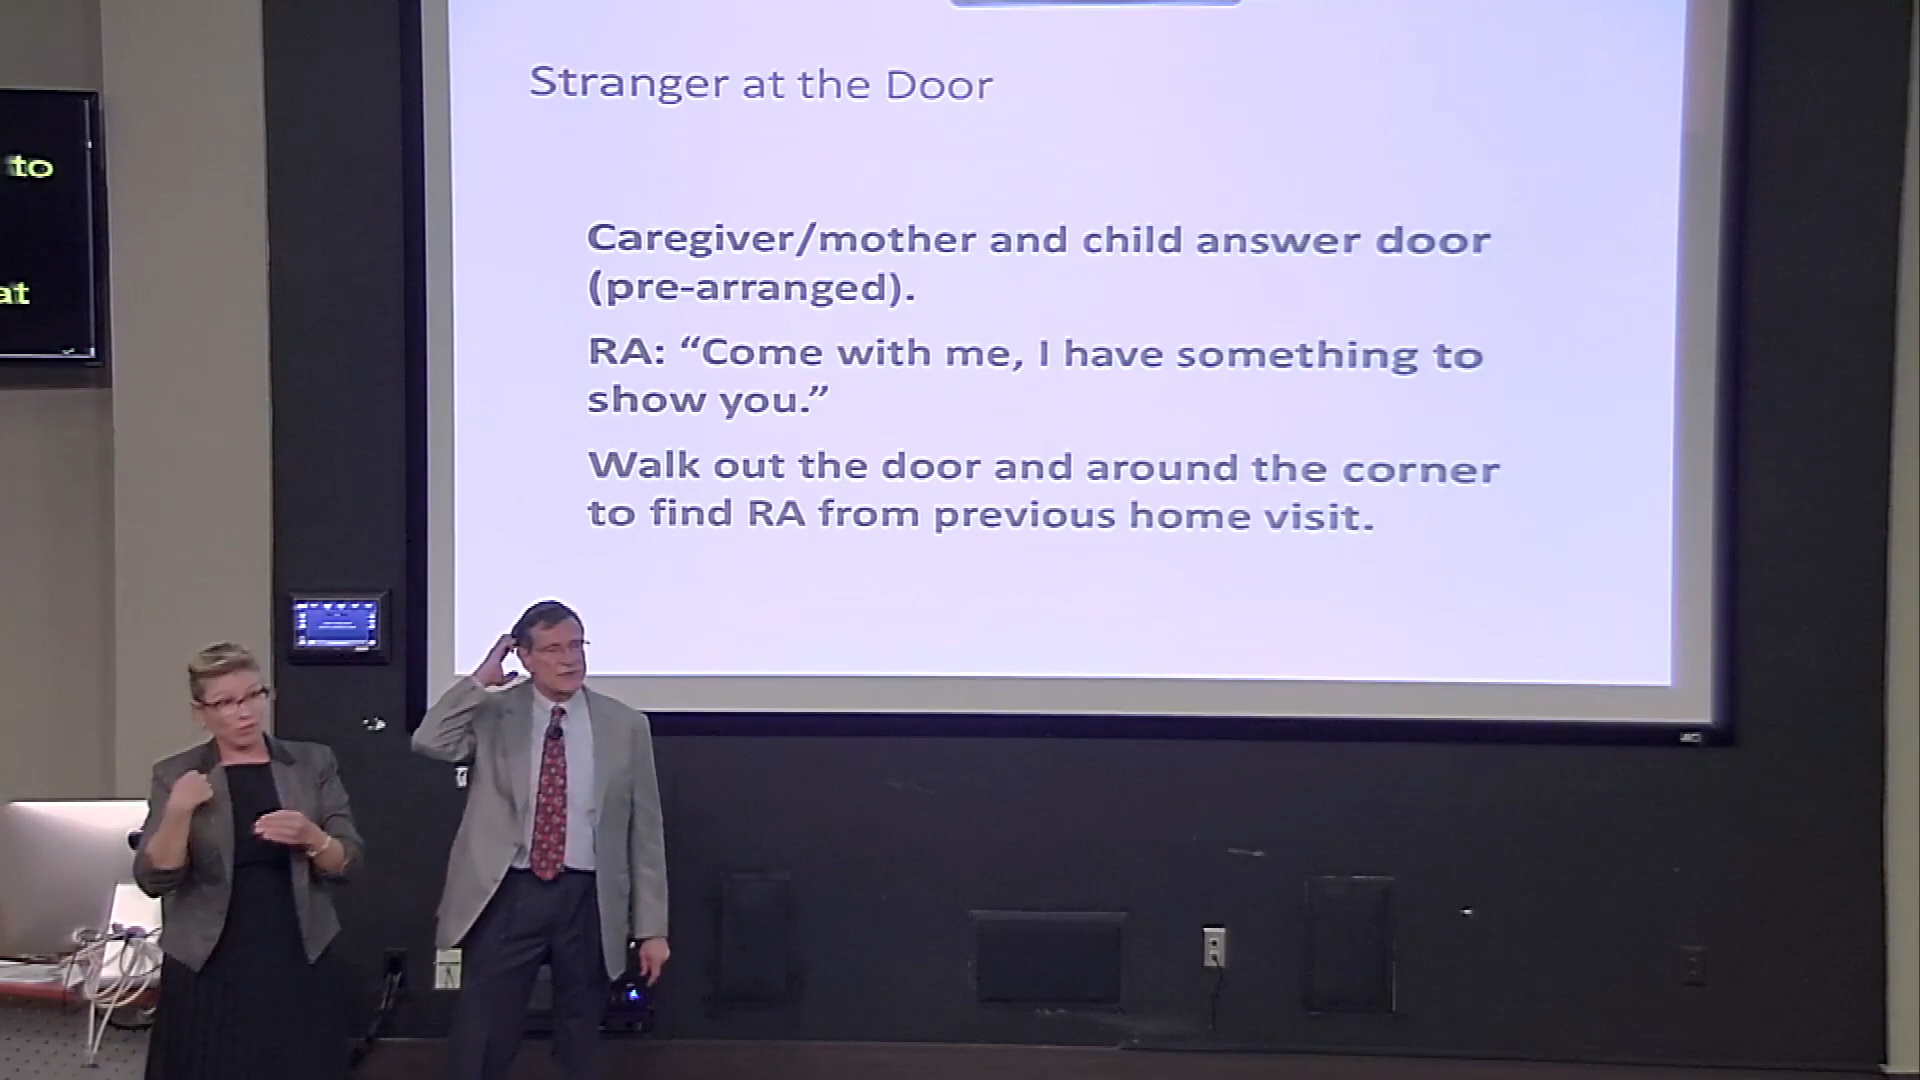 Stranger at the Door
to
Caregiver/mother and child answer door
(pre-arranged).
at
RA: “Come with me, I have something to
show you.”
Walk out the door and around the corner
to find RA from previous home visit.